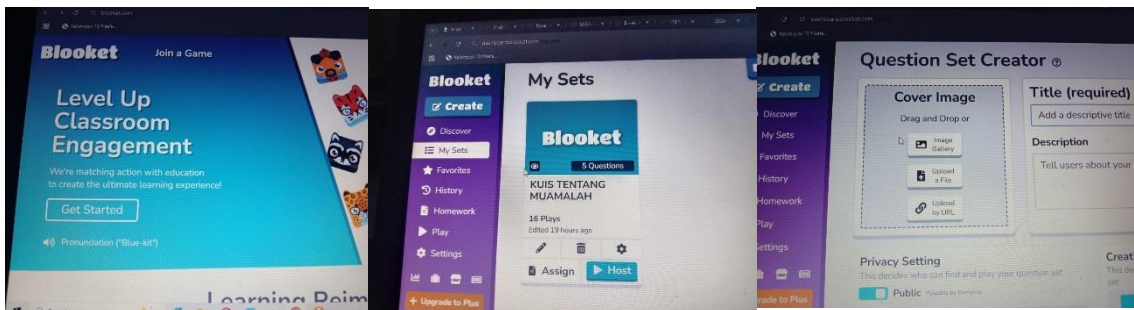 blooket.com
Blooket
Join a Game
Level Up
Classroom
Engagement
We're matching action with education
to create the ultimate learning experience!
Get Started
Pronunciation ("Blue-kit")
Blooket
Create
Discover
My Sets
Favorites
History
Homework
Play
Settings
Upgrade to Plus
My Sets
Blooket
5 Questions
KUIS TENTANG
MUAMALAH
16 Plays
Edited 19 hours ago
Assign
Host
Blooket
Create
Discover
My Sets
Favorites
History
Homework
Play
Settings
Question Set Creator
Cover Image
Drag and Drop or
Image
Gallery
Upload
a File
Upload
by URL
Title (required)
Add a descriptive title
Description
Tell users about your
Privacy Setting
This decides who can find and play your question set
Public